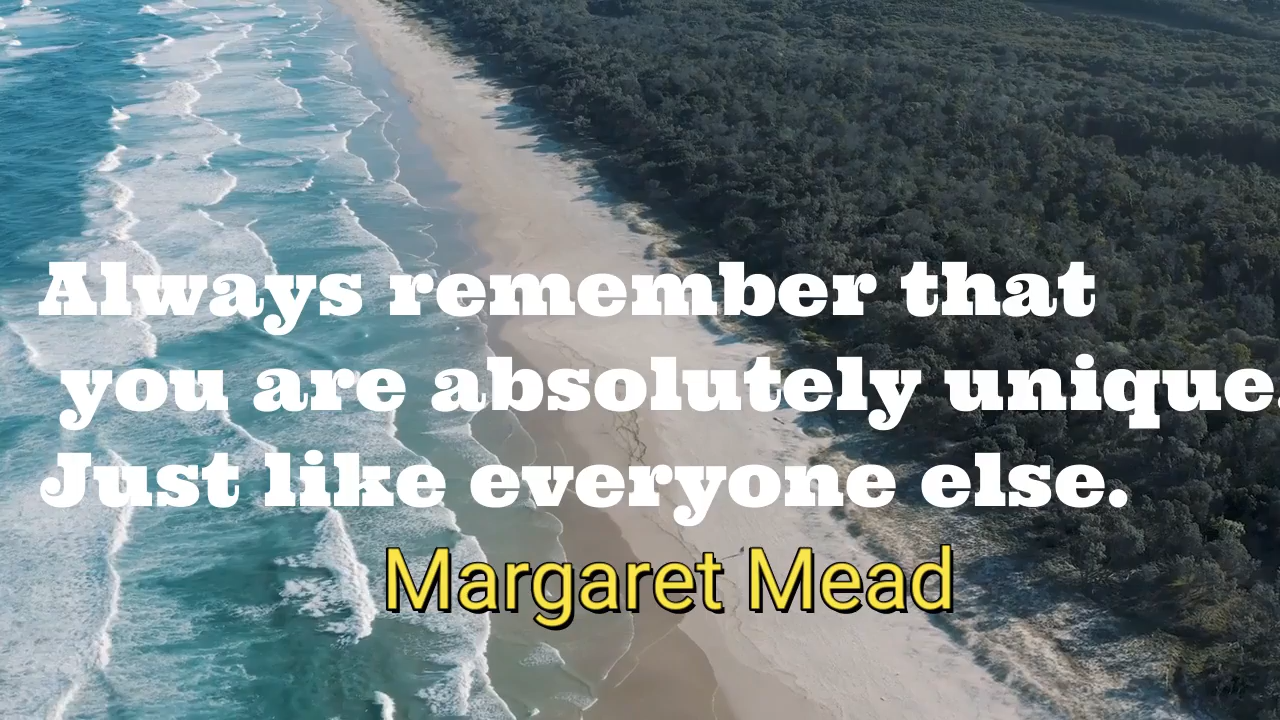 Always remember that
you are absolutely unique.
Just like everyone else.
Margaret Mead